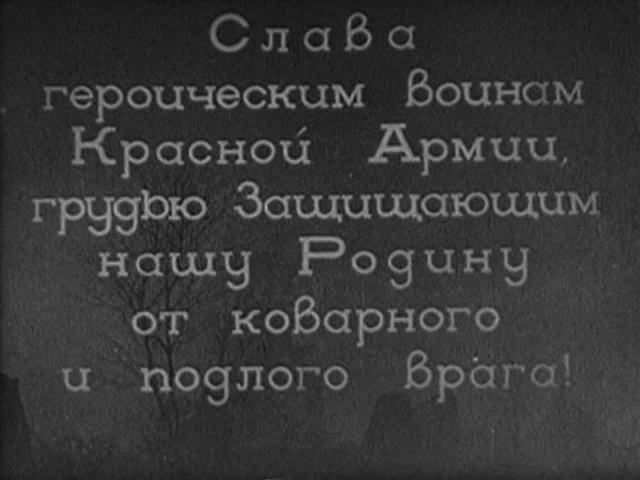 Слава
героическим воинам
Красной Армии,
грудью Защищающим
нашу Родину
от коварного
и подлого врага!